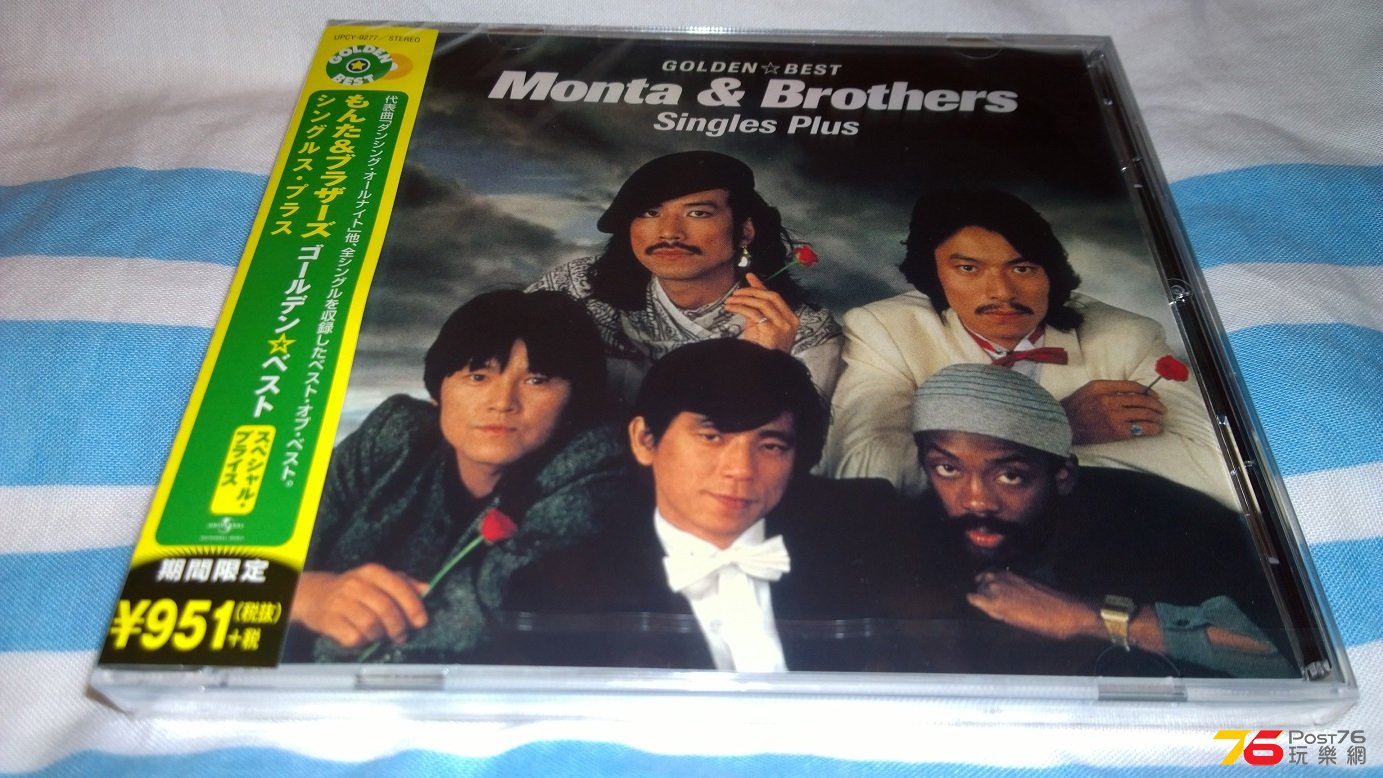 UPCY-9277／STEREO
GOLDEN
BEST
代表曲「ダンシング・オールナイト」他、全シングルを収録したベスト・オブ・ベスト。
もんた&ブラザーズ ゴールデン☆ベスト
シングルス・プラス
スペシャル・
プライス
UNIVERSAL
期間限定
¥951(税抜)
+税
GOLDEN☆BEST
Monta & Brothers
Singles Plus
76 POST76
玩樂網